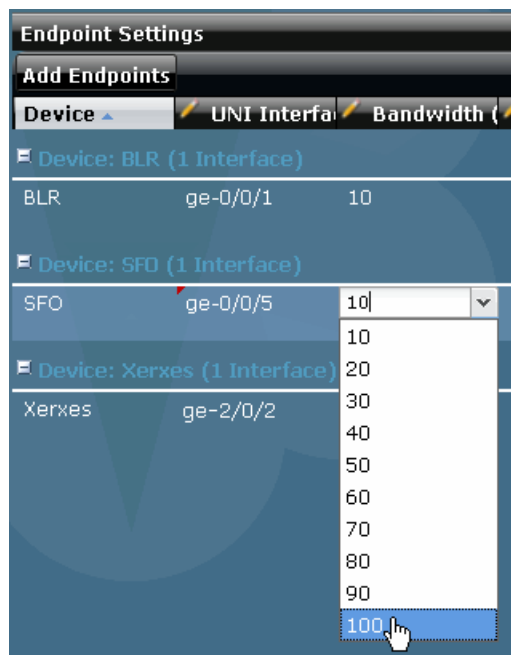 Endpoint Settings
Add Endpoints
Device UNI Interfa Bandwidth (
Device: BLR (1 Interface)
BLR ge-0/0/1 10
Device: SFO (1 Interface)
SFO ge-0/0/5 10
10
Device: Xerxes (1 Interface) 20
30
Xerxes ge-2/0/2
40
50
60
70
80
90
100